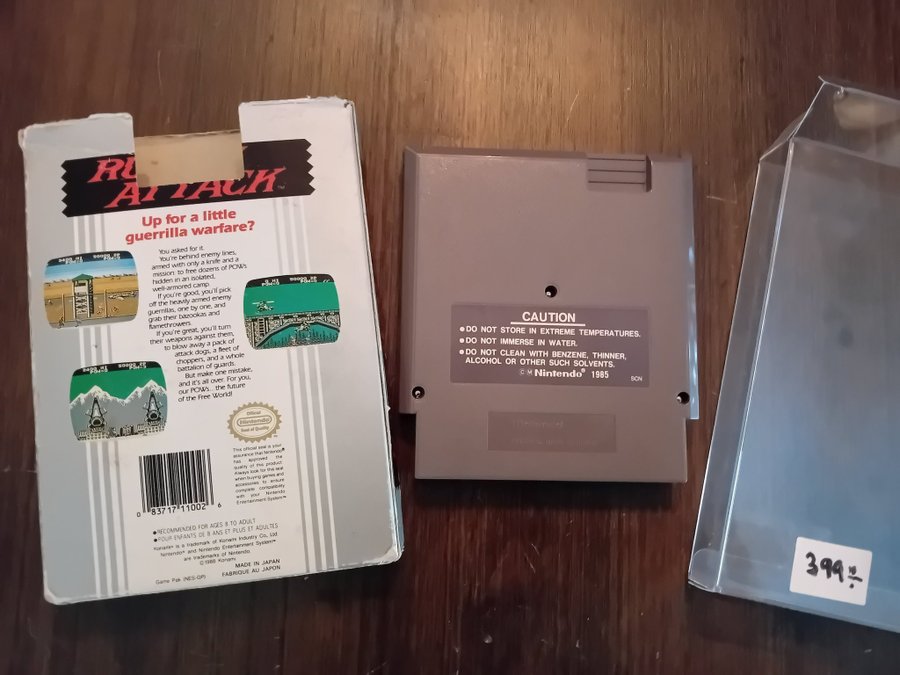 RU
ATTACK™
Up for a little
guerrilla warfare?
You asked for it.
You're behind enemy lines,
armed with only a knife and a
mission: to free dozens of POWs
hidden in an isolated,
well-armored camp.
If you're good, you'll pick
off the heavily armed enemy
guerrillas, one by one, and
grab their bazookas and
flamethrowers.
If you're great, you'll turn
their weapons against them,
to blow away a pack of
attack dogs, a fleet of
choppers, and a whole
battalion of guards.
But make one mistake,
and it's all over. For you,
our POWs... the future
of the Free World!
Official
Nintendo®
Seal of Quality
This official seal is your
assurance that Nintendo®
has approved the
quality of this product.
Always look for this seal
when buying games and
accessories to ensure
complete compatibility
with your Nintendo
Entertainment System™.
0 83717 11002 6
●RECOMMENDED FOR AGES 8 TO ADULT
●POUR ENFANTS DE 8 ANS ET PLUS ET ADULTES
Konami® is a trademark of Konami Industry Co., Ltd.
Nintendo® and Nintendo Entertainment System™
are trademarks of Nintendo.
©1988 Konami
MADE IN JAPAN
FABRIQUE AU JAPON
Game Pak (NES-GP)
CAUTION
●DO NOT STORE IN EXTREME TEMPERATURES.
●DO NOT IMMERSE IN WATER.
●DO NOT CLEAN WITH BENZENE, THINNER,
ALCOHOL OR OTHER SUCH SOLVENTS.
©™Nintendo® 1985
SCN
399:-